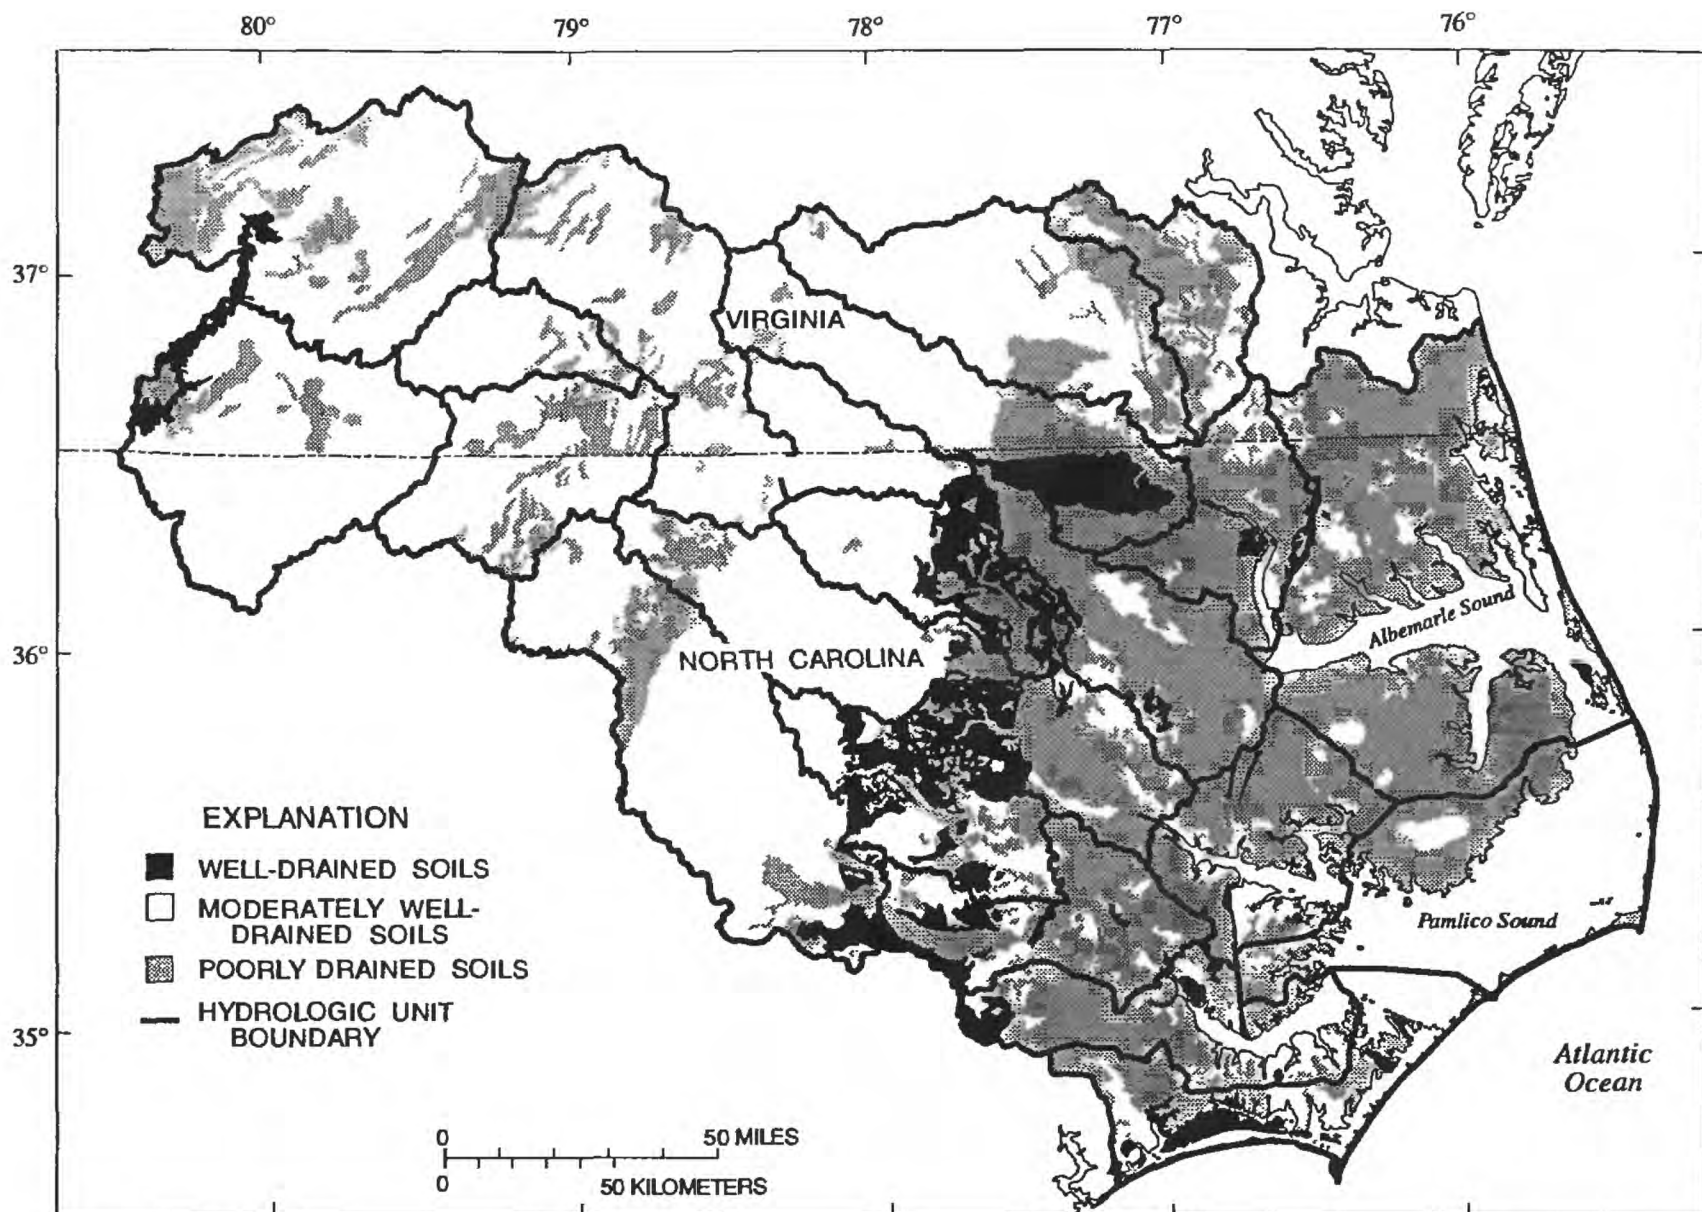 80° 79° 78° 77° 76°
37°
VIRGINIA
36°
Albemarle Sound
NORTH CAROLINA
EXPLANATION
WELL-DRAINED SOILS
MODERATELY WELL-
DRAINED SOILS
POORLY DRAINED SOILS
HYDROLOGIC UNIT
BOUNDARY
Pamlico Sound
35°
Atlantic
Ocean
0 50 MILES
0 50 KILOMETERS